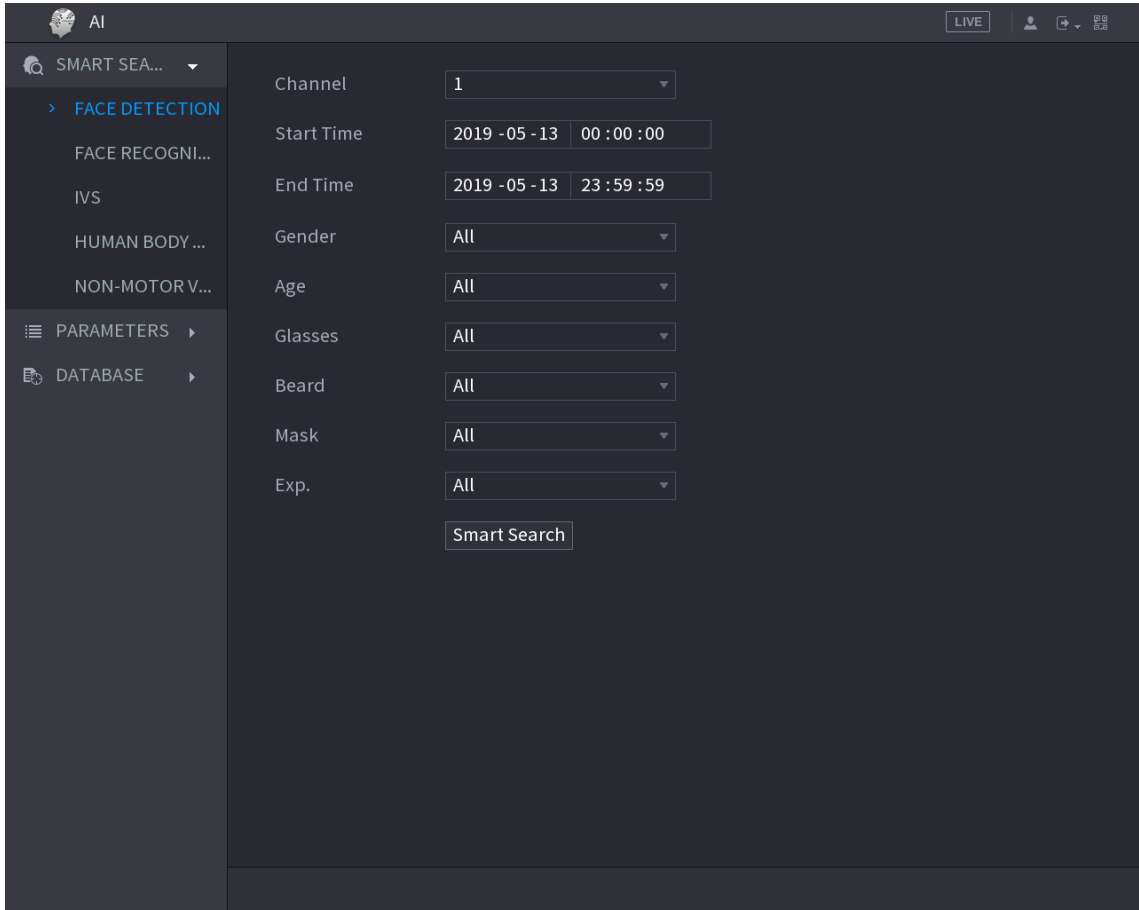 AI
LIVE
SMART SEA...
FACE DETECTION
FACE RECOGNI...
IVS
HUMAN BODY ...
NON-MOTOR V...
PARAMETERS
DATABASE
Channel 1
Start Time 2019 -05 -13 00 :00 :00
End Time 2019 -05 -13 23 :59 :59
Gender All
Age All
Glasses All
Beard All
Mask All
Exp. All
Smart Search